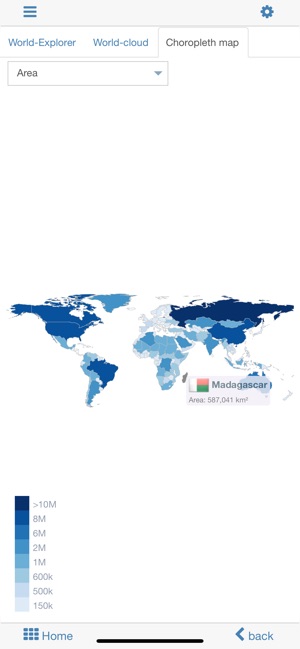 World-Explorer World-cloud Choropleth map
Area
Madagascar
Area: 587,041 km²
>10M
8M
6M
2M
1M
600k
500k
150k
Home back